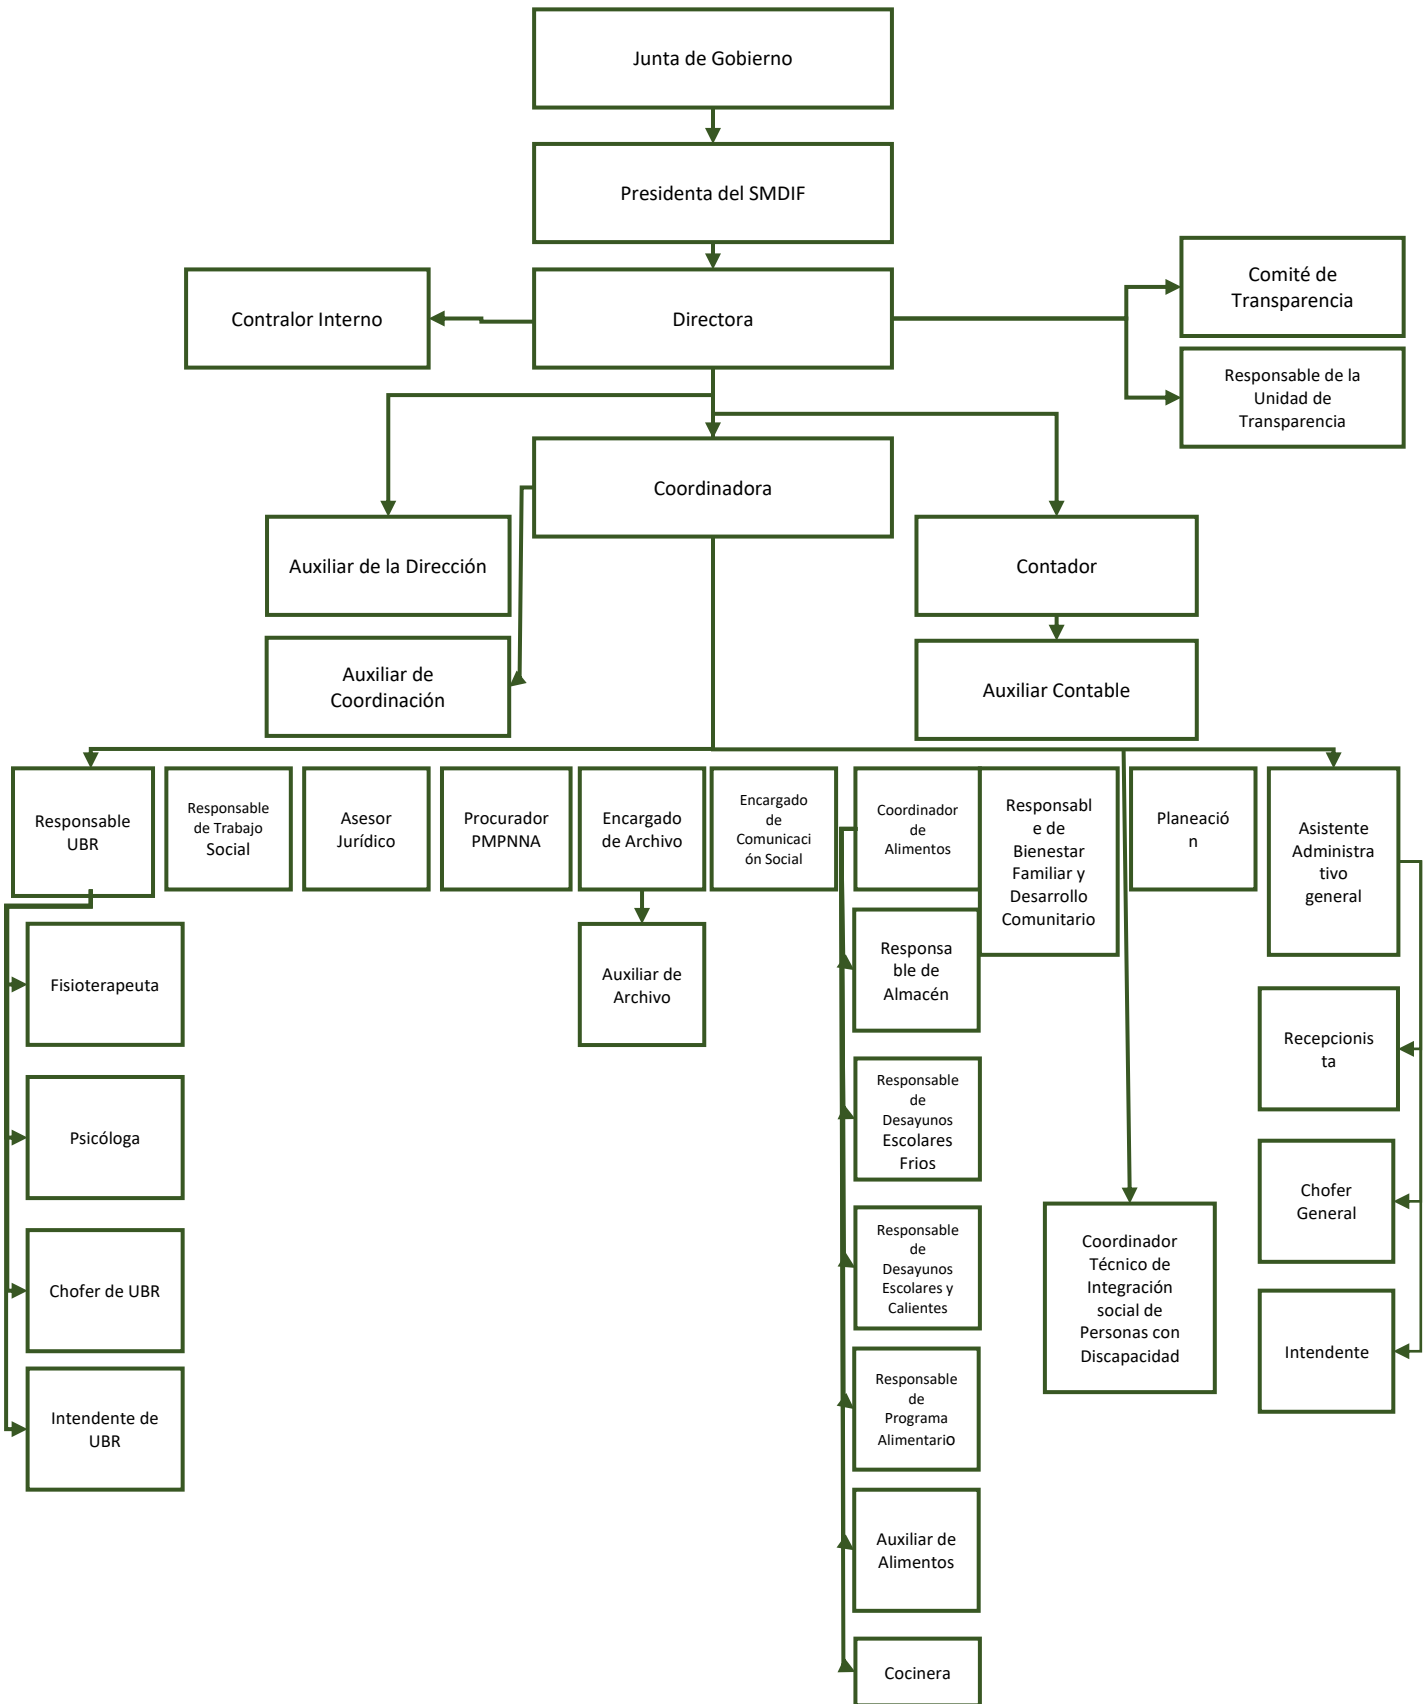 Junta de Gobierno
Presidenta del SMDIF
Contralor Interno
Directora
Comité de
Transparencia
Responsable de la
Unidad de
Transparencia
Coordinadora
Auxiliar de la Dirección
Contador
Auxiliar de
Coordinación
Auxiliar Contable
Responsable
UBR
Responsable
de Trabajo
Social
Asesor
Jurídico
Procurador
PMPNNA
Encargado
de Archivo
Encargado
de
Comunicaci
ón Social
Coordinador
de
Alimentos
Responsabl
e de
Bienestar
Familiar y
Desarrollo
Comunitario
Planeació
n
Asistente
Administra
tivo
general
Fisioterapeuta
Auxiliar de
Archivo
Responsa
ble de
Almacén
Recepcionis
ta
Psicóloga
Responsable
de
Desayunos
Escolares
Frios
Chofer
General
Chofer de UBR
Responsable
de
Desayunos
Escolares y
Calientes
Coordinador
Técnico de
Integración
social de
Personas con
Discapacidad
Intendente
Intendente de
UBR
Responsable
de
Programa
Alimentario
Auxiliar de
Alimentos
Cocinera